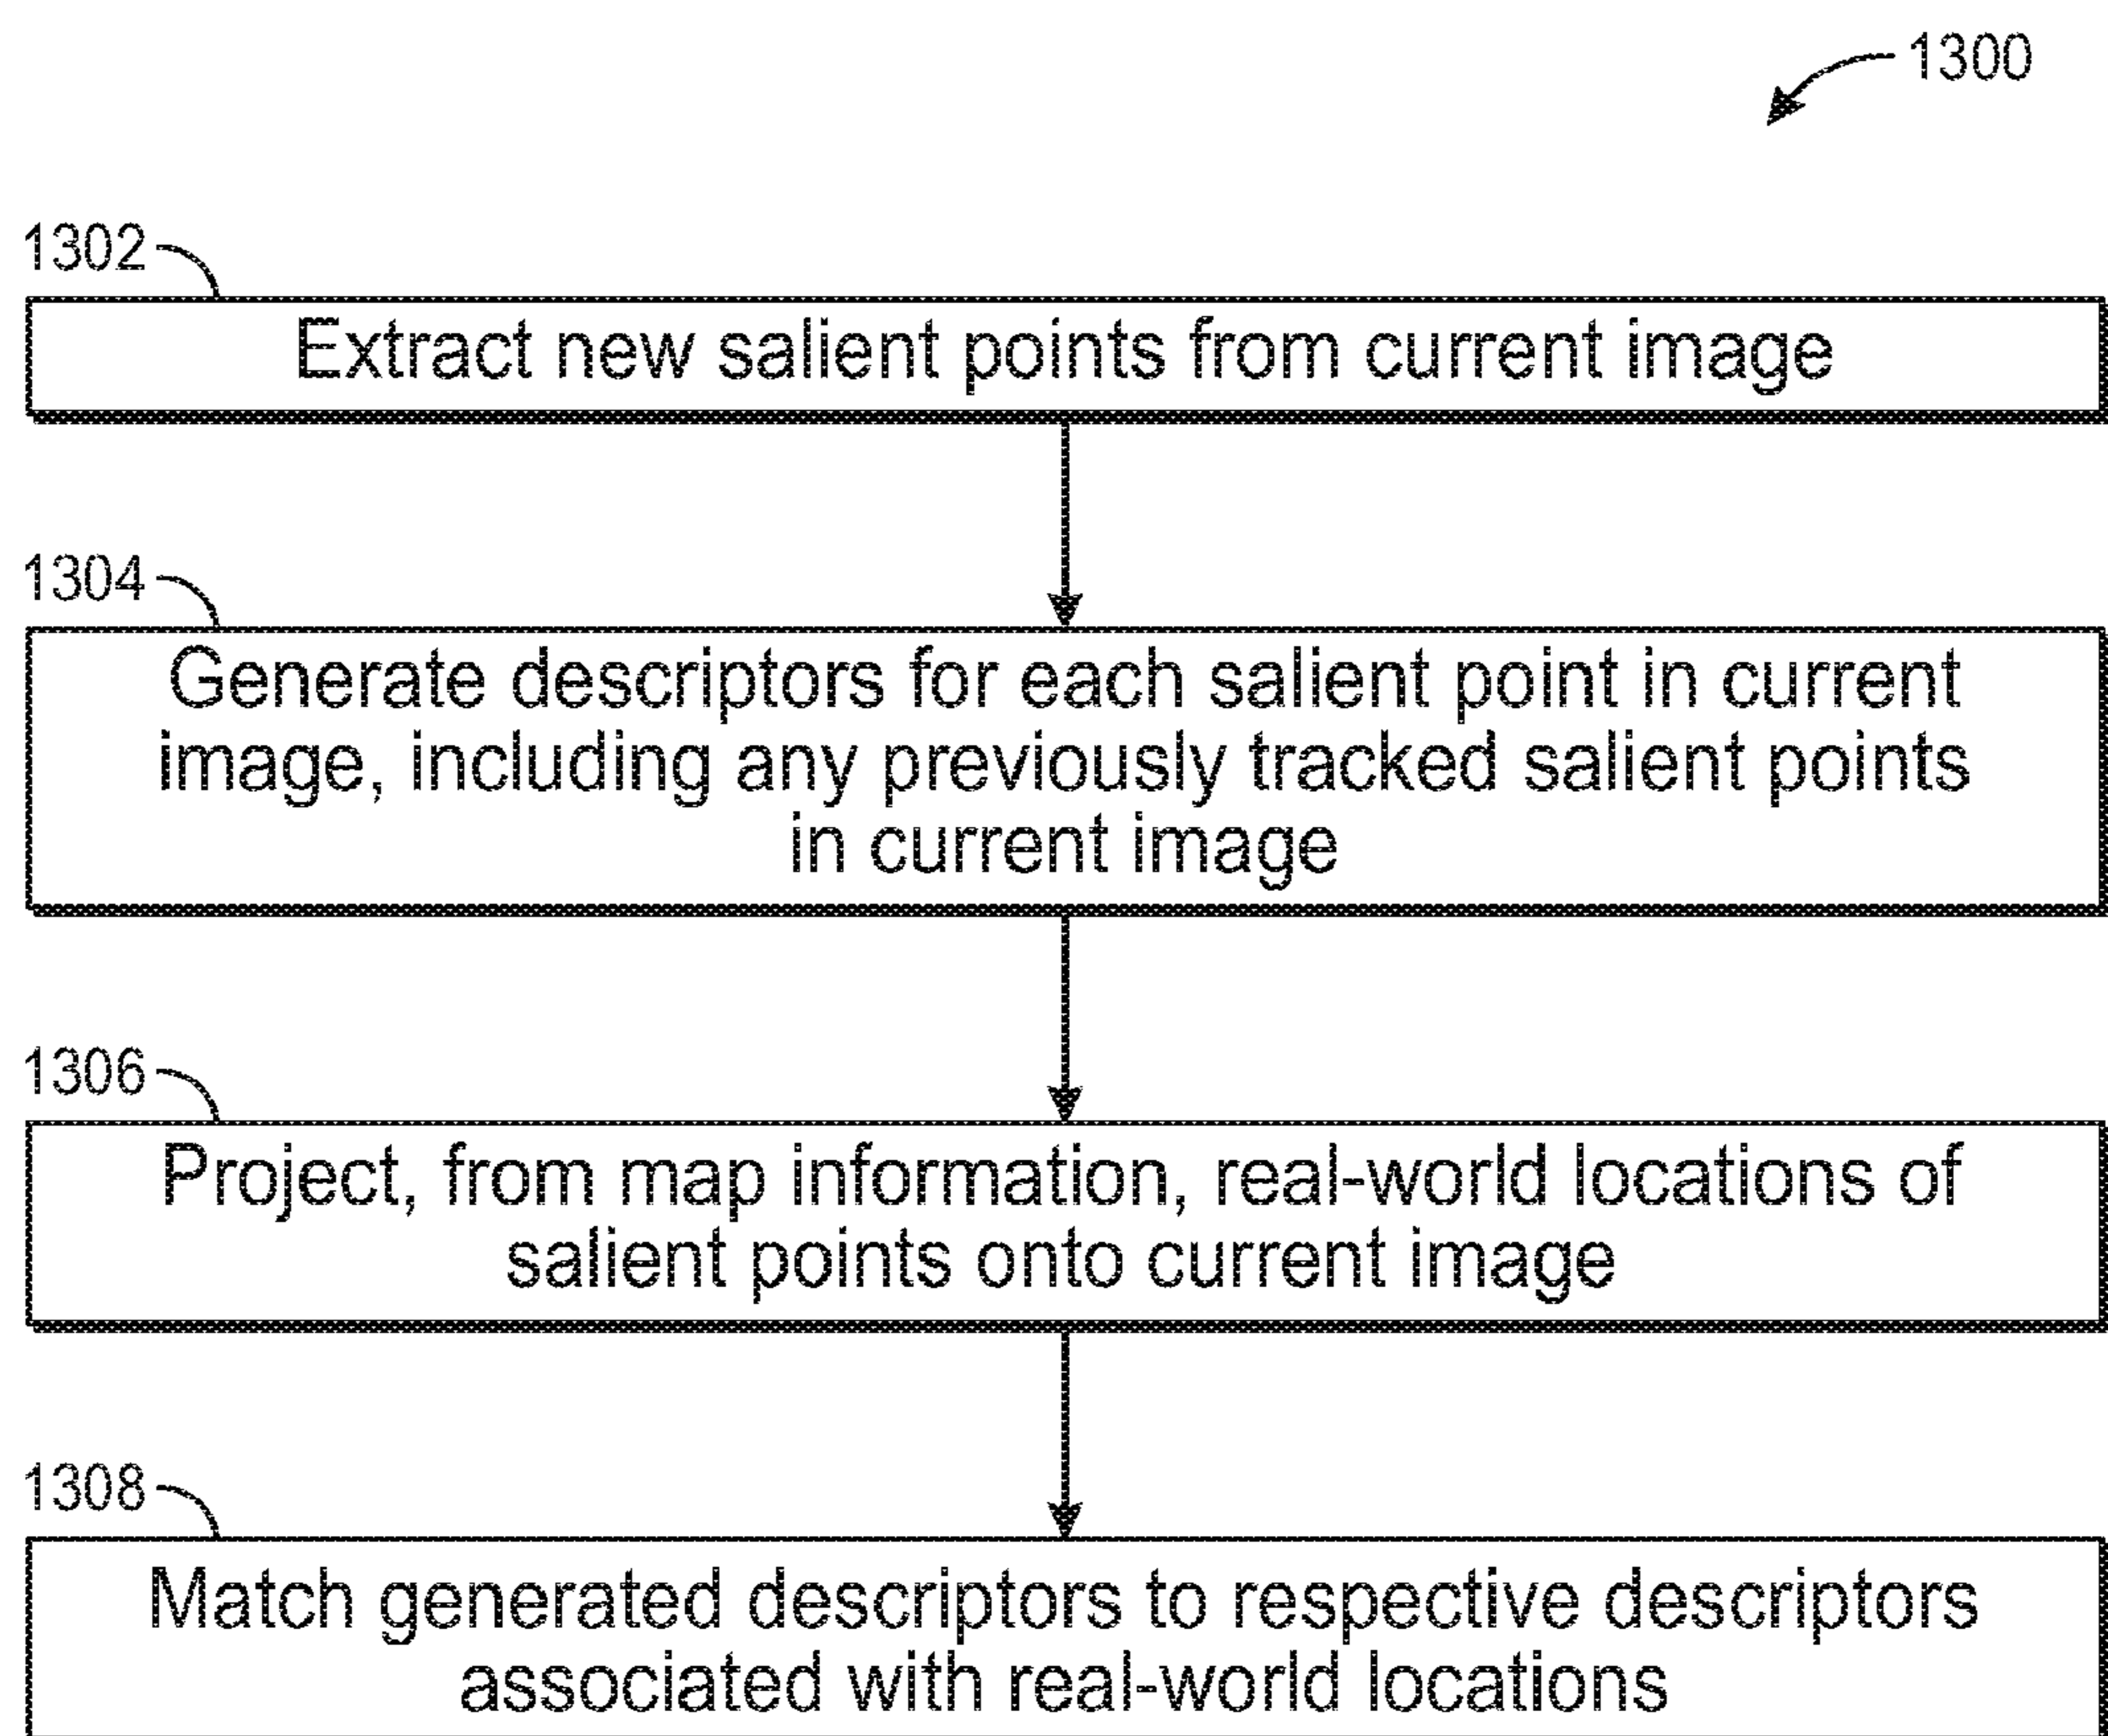 1300
1302
Extract new salient points from current image
1304
Generate descriptors for each salient point in current
image, including any previously tracked salient points
in current image
1306
Project, from map information, real-world locations of
salient points onto current image
1308
Match generated descriptors to respective descriptors
associated with real-world locations